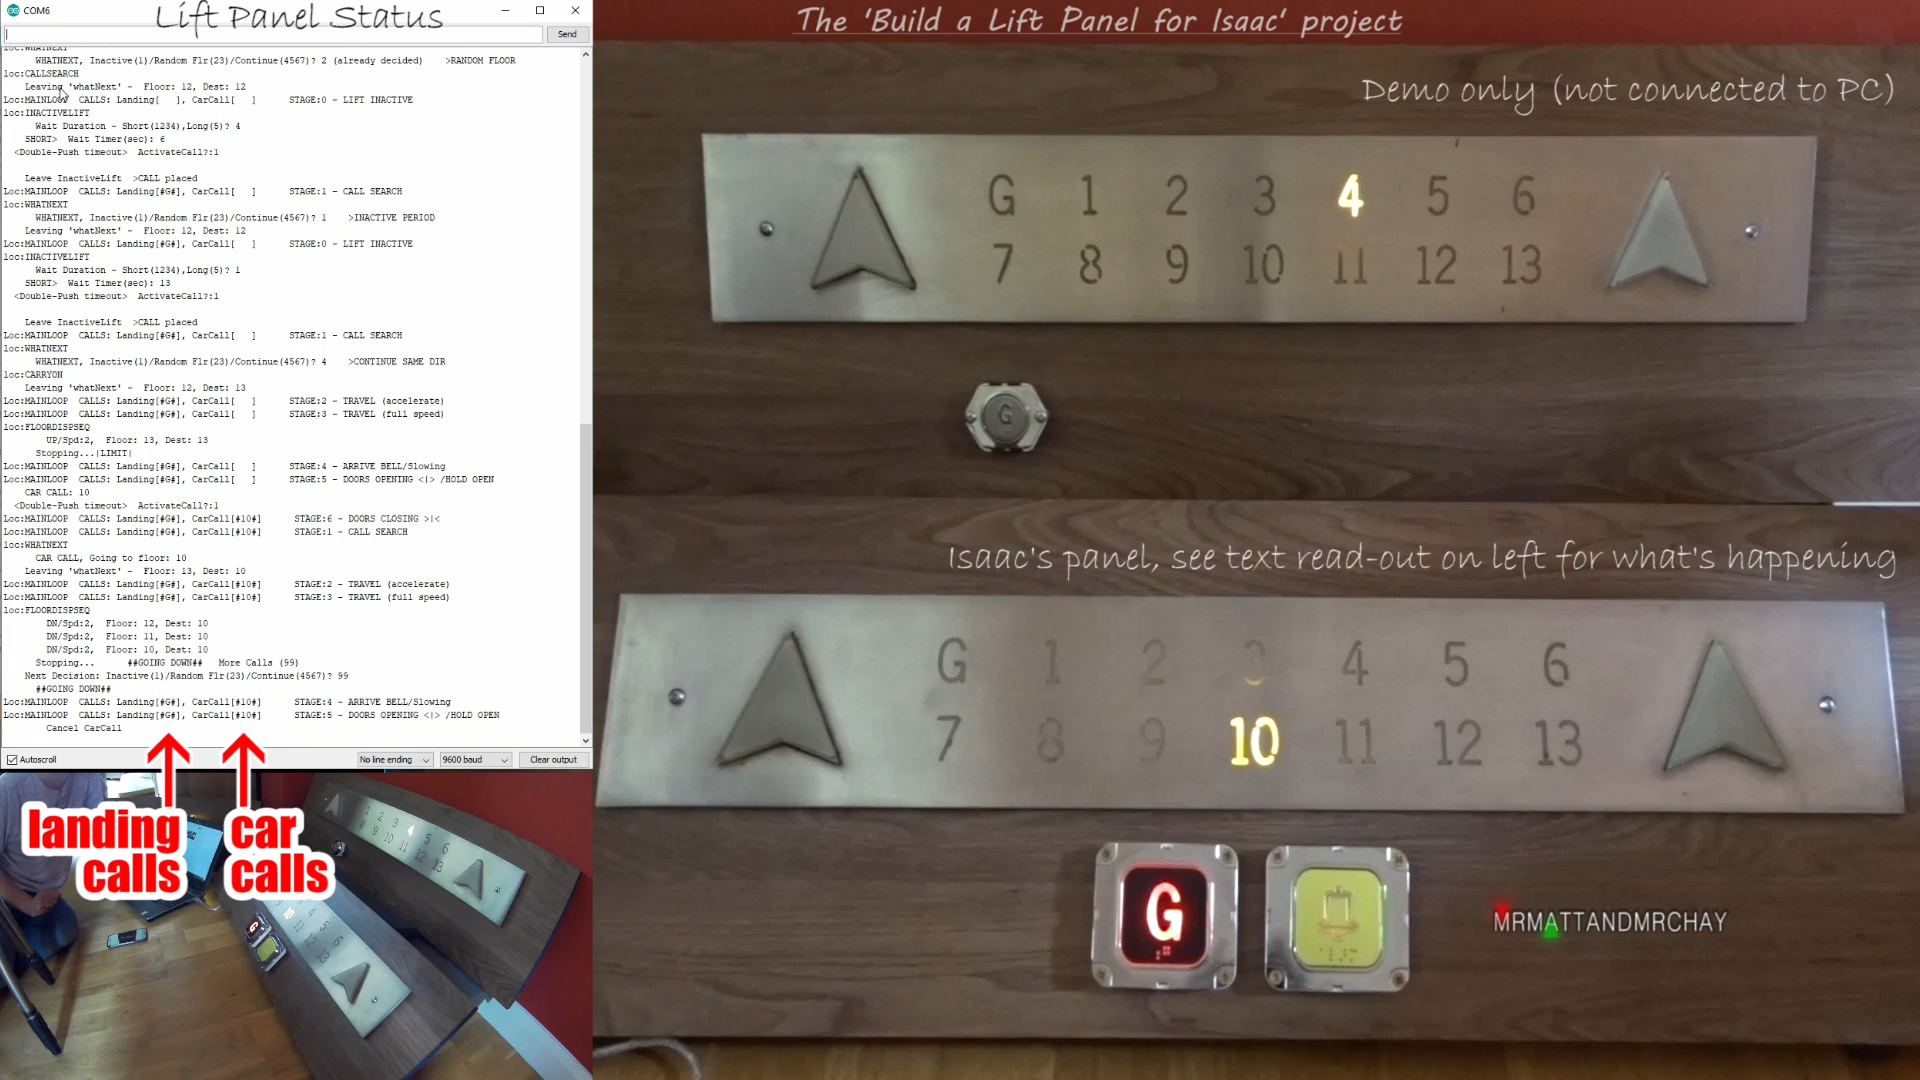 COM6
Lift Panel Status
Send
loc:WHATNEXT
WHATNEXT, Inactive(1)/Random Flr(23)/Continue(4567)? 2 (already decided) >RANDOM FLOOR
loc:CALLSEARCH
Leaving 'whatNext' - Floor: 12, Dest: 12
Loc:MAINLOOP CALLS: Landing[ ], CarCall[ ] STAGE:0 - LIFT INACTIVE
loc:INACTIVELIFT
Wait Duration - Short(1234),Long(5)? 4
SHORT> Wait Timer(sec): 6
<Double-Push timeout> ActivateCall?:1
Leave InactiveLift >CALL placed
Loc:MAINLOOP CALLS: Landing[#G#], CarCall[ ] STAGE:1 - CALL SEARCH
loc:WHATNEXT
WHATNEXT, Inactive(1)/Random Flr(23)/Continue(4567)? 1 >INACTIVE PERIOD
Leaving 'whatNext' - Floor: 12, Dest: 12
Loc:MAINLOOP CALLS: Landing[#G#], CarCall[ ] STAGE:0 - LIFT INACTIVE
loc:INACTIVELIFT
Wait Duration - Short(1234),Long(5)? 1
SHORT> Wait Timer(sec): 13
<Double-Push timeout> ActivateCall?:1
Leave InactiveLift >CALL placed
Loc:MAINLOOP CALLS: Landing[#G#], CarCall[ ] STAGE:1 - CALL SEARCH
loc:WHATNEXT
WHATNEXT, Inactive(1)/Random Flr(23)/Continue(4567)? 4 >CONTINUE SAME DIR
loc:CARRYON
Leaving 'whatNext' - Floor: 12, Dest: 13
Loc:MAINLOOP CALLS: Landing[#G#], CarCall[ ] STAGE:2 - TRAVEL (accelerate)
Loc:MAINLOOP CALLS: Landing[#G#], CarCall[ ] STAGE:3 - TRAVEL (full speed)
loc:FLOORDISPSEQ
UP/Spd:2, Floor: 13, Dest: 13
Stopping...|LIMIT|
Loc:MAINLOOP CALLS: Landing[#G#], CarCall[ ] STAGE:4 - ARRIVE BELL/Slowing
Loc:MAINLOOP CALLS: Landing[#G#], CarCall[ ] STAGE:5 - DOORS OPENING <|> /HOLD OPEN
CAR CALL: 10
<Double-Push timeout> ActivateCall?:1
Loc:MAINLOOP CALLS: Landing[#G#], CarCall[#10#] STAGE:6 - DOORS CLOSING >|<
Loc:MAINLOOP CALLS: Landing[#G#], CarCall[#10#] STAGE:1 - CALL SEARCH
loc:WHATNEXT
CAR CALL, Going to floor: 10
Leaving 'whatNext' - Floor: 13, Dest: 10
Loc:MAINLOOP CALLS: Landing[#G#], CarCall[#10#] STAGE:2 - TRAVEL (accelerate)
Loc:MAINLOOP CALLS: Landing[#G#], CarCall[#10#] STAGE:3 - TRAVEL (full speed)
loc:FLOORDISPSEQ
DN/Spd:2, Floor: 12, Dest: 10
DN/Spd:2, Floor: 11, Dest: 10
DN/Spd:2, Floor: 10, Dest: 10
Stopping... ##GOING DOWN## More Calls (99)
Next Decision: Inactive(1)/Random Flr(23)/Continue(4567)? 99
##GOING DOWN##
Loc:MAINLOOP CALLS: Landing[#G#], CarCall[#10#] STAGE:4 - ARRIVE BELL/Slowing
Loc:MAINLOOP CALLS: Landing[#G#], CarCall[#10#] STAGE:5 - DOORS OPENING <|> /HOLD OPEN
Cancel CarCall
Autoscroll No line ending 9600 baud Clear output
landing calls
car calls
The 'Build a Lift Panel for Isaac' project
Demo only (not connected to PC)
G 1 2 3 4 5 6
7 8 9 10 11 12 13
G
Isaac's panel, see text read-out on left for what's happening
G 1 2 3 4 5 6
7 8 9 10 11 12 13
G
MRMATTANDMRCHAY